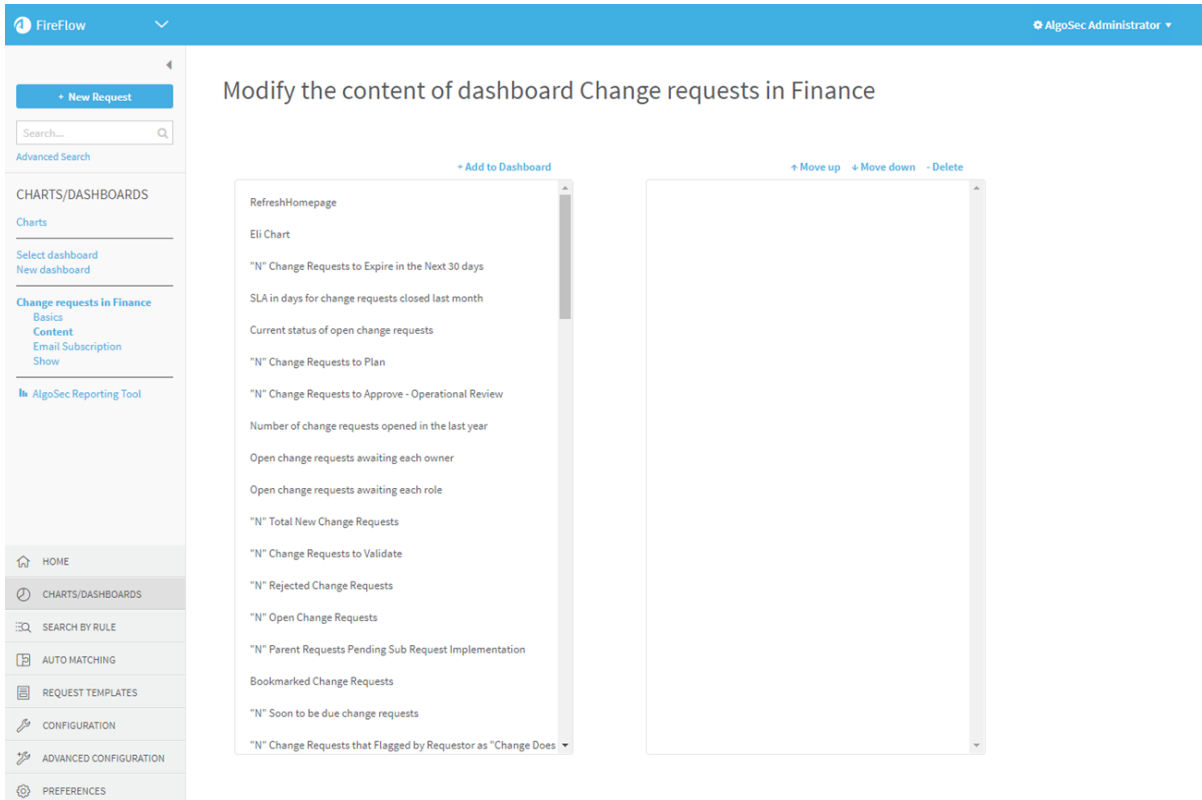 FireFlow
AlgoSec Administrator
+ New Request
Search...
Advanced Search
CHARTS/DASHBOARDS
Charts
Select dashboard
New dashboard
Change requests in Finance
Basics
Content
Email Subscription
Show
AlgoSec Reporting Tool
HOME
CHARTS/DASHBOARDS
SEARCH BY RULE
AUTO MATCHING
REQUEST TEMPLATES
CONFIGURATION
ADVANCED CONFIGURATION
PREFERENCES
Modify the content of dashboard Change requests in Finance
+ Add to Dashboard
RefreshHomepage
Eli Chart
"N" Change Requests to Expire in the Next 30 days
SLA in days for change requests closed last month
Current status of open change requests
"N" Change Requests to Plan
"N" Change Requests to Approve - Operational Review
Number of change requests opened in the last year
Open change requests awaiting each owner
Open change requests awaiting each role
"N" Total New Change Requests
"N" Change Requests to Validate
"N" Rejected Change Requests
"N" Open Change Requests
"N" Parent Requests Pending Sub Request Implementation
Bookmarked Change Requests
"N" Soon to be due change requests
"N" Change Requests that Flagged by Requestor as "Change Does
↑ Move up ↓ Move down - Delete